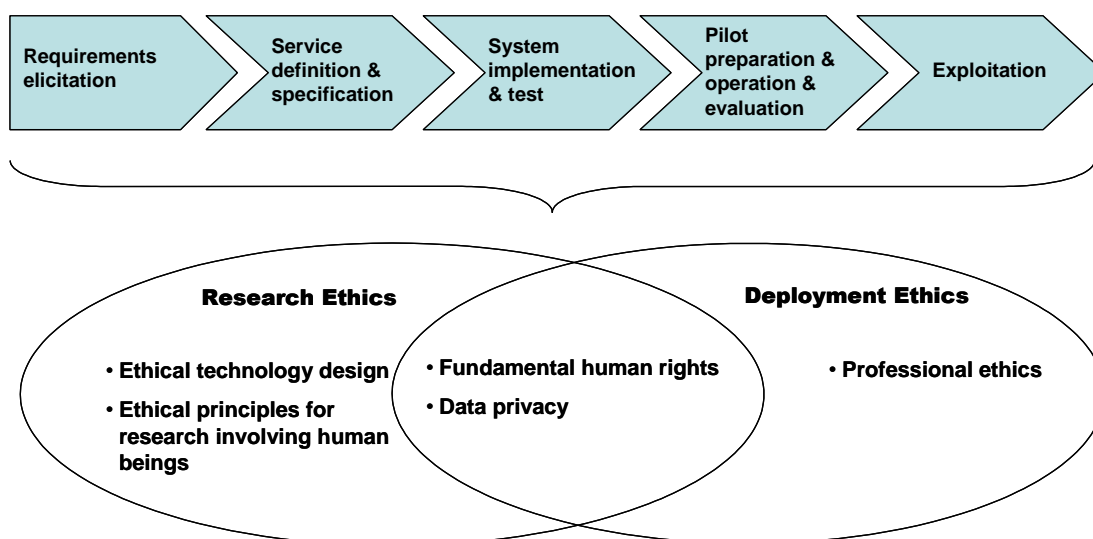 Requirements
elicitation
Service
definition &
specification
System
implementation
& test
Pilot
preparation &
operation &
evaluation
Exploitation
Research Ethics
• Ethical technology design
• Ethical principles for
research involving human
beings
• Fundamental human rights
• Data privacy
Deployment Ethics
• Professional ethics